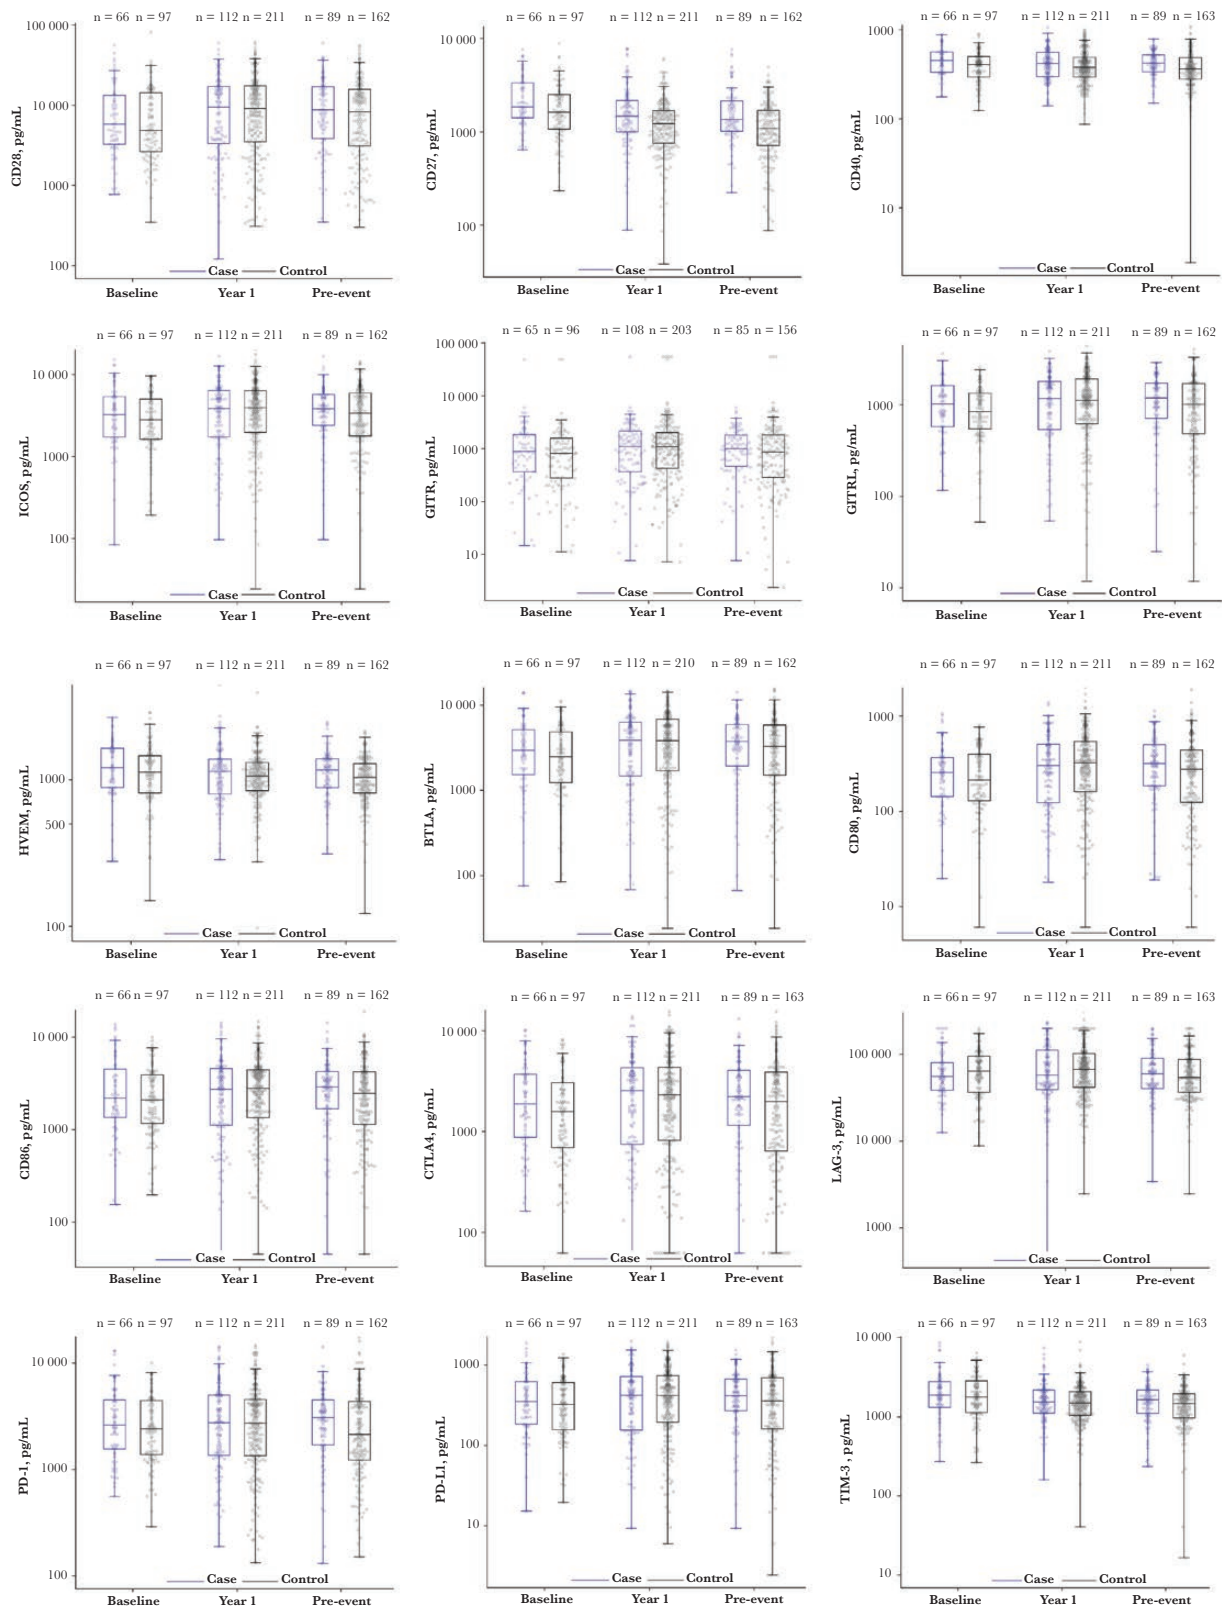 n = 66 n = 97 n = 112 n = 211 n = 89 n = 162
100 000
10 000
1000
100
CD28, pg/mL
Case Control
Baseline Year 1 Pre-event
n = 66 n = 97 n = 112 n = 211 n = 89 n = 162
10 000
1000
100
CD27, pg/mL
Case Control
Baseline Year 1 Pre-event
n = 66 n = 97 n = 112 n = 211 n = 89 n = 163
1000
100
10
CD40, pg/mL
Case Control
Baseline Year 1 Pre-event
n = 66 n = 97 n = 112 n = 211 n = 89 n = 162
10 000
1000
100
ICOS, pg/mL
Case Control
Baseline Year 1 Pre-event
n = 65 n = 96 n = 108 n = 203 n = 85 n = 156
100 000
10 000
1000
100
10
GITR, pg/mL
Case Control
Baseline Year 1 Pre-event
n = 66 n = 97 n = 112 n = 211 n = 89 n = 162
1000
100
10
GITRL, pg/mL
Case Control
Baseline Year 1 Pre-event
n = 66 n = 97 n = 112 n = 211 n = 89 n = 162
1000
500
100
HVEM, pg/mL
Case Control
Baseline Year 1 Pre-event
n = 66 n = 97 n = 112 n = 210 n = 89 n = 162
10 000
1000
100
BTLA, pg/mL
Case Control
Baseline Year 1 Pre-event
n = 66 n = 97 n = 112 n = 211 n = 89 n = 162
1000
100
10
CD80, pg/mL
Case Control
Baseline Year 1 Pre-event
n = 66 n = 97 n = 112 n = 211 n = 89 n = 162
10 000
1000
100
CD86, pg/mL
Case Control
Baseline Year 1 Pre-event
n = 66 n = 97 n = 112 n = 211 n = 89 n = 163
10 000
1000
100
CTLA4, pg/mL
Case Control
Baseline Year 1 Pre-event
n = 66 n = 97 n = 112 n = 211 n = 89 n = 163
100 000
10 000
1000
LAG-3, pg/mL
Case Control
Baseline Year 1 Pre-event
n = 66 n = 97 n = 112 n = 211 n = 89 n = 162
10 000
1000
100
PD-1, pg/mL
Case Control
Baseline Year 1 Pre-event
n = 66 n = 97 n = 112 n = 211 n = 89 n = 163
1000
100
10
PD-L1, pg/mL
Case Control
Baseline Year 1 Pre-event
n = 66 n = 97 n = 112 n = 211 n = 89 n = 163
10 000
1000
100
10
TIM-3 , pg/mL
Case Control
Baseline Year 1 Pre-event